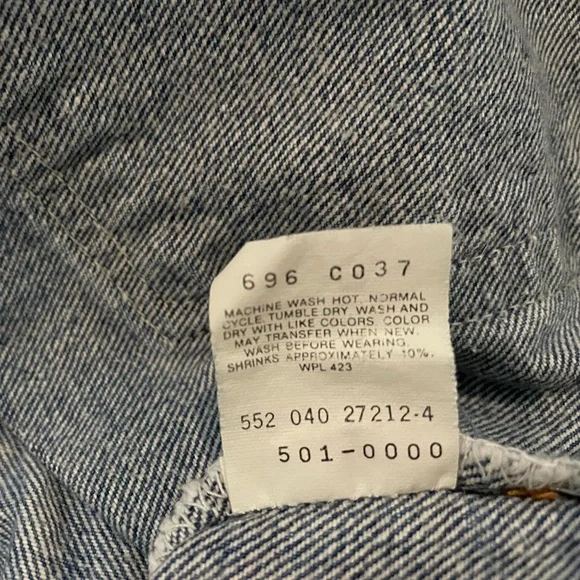 696 C037
MACHINE WASH HOT. NORMAL
CYCLE. TUMBLE DRY. WASH AND
DRY WITH LIKE COLORS. COLOR
MAY TRANSFER WHEN NEW.
WASH BEFORE WEARING.
SHRINKS APPROXIMATELY 10%.
WPL 423
552 040 27212-4
501-0000